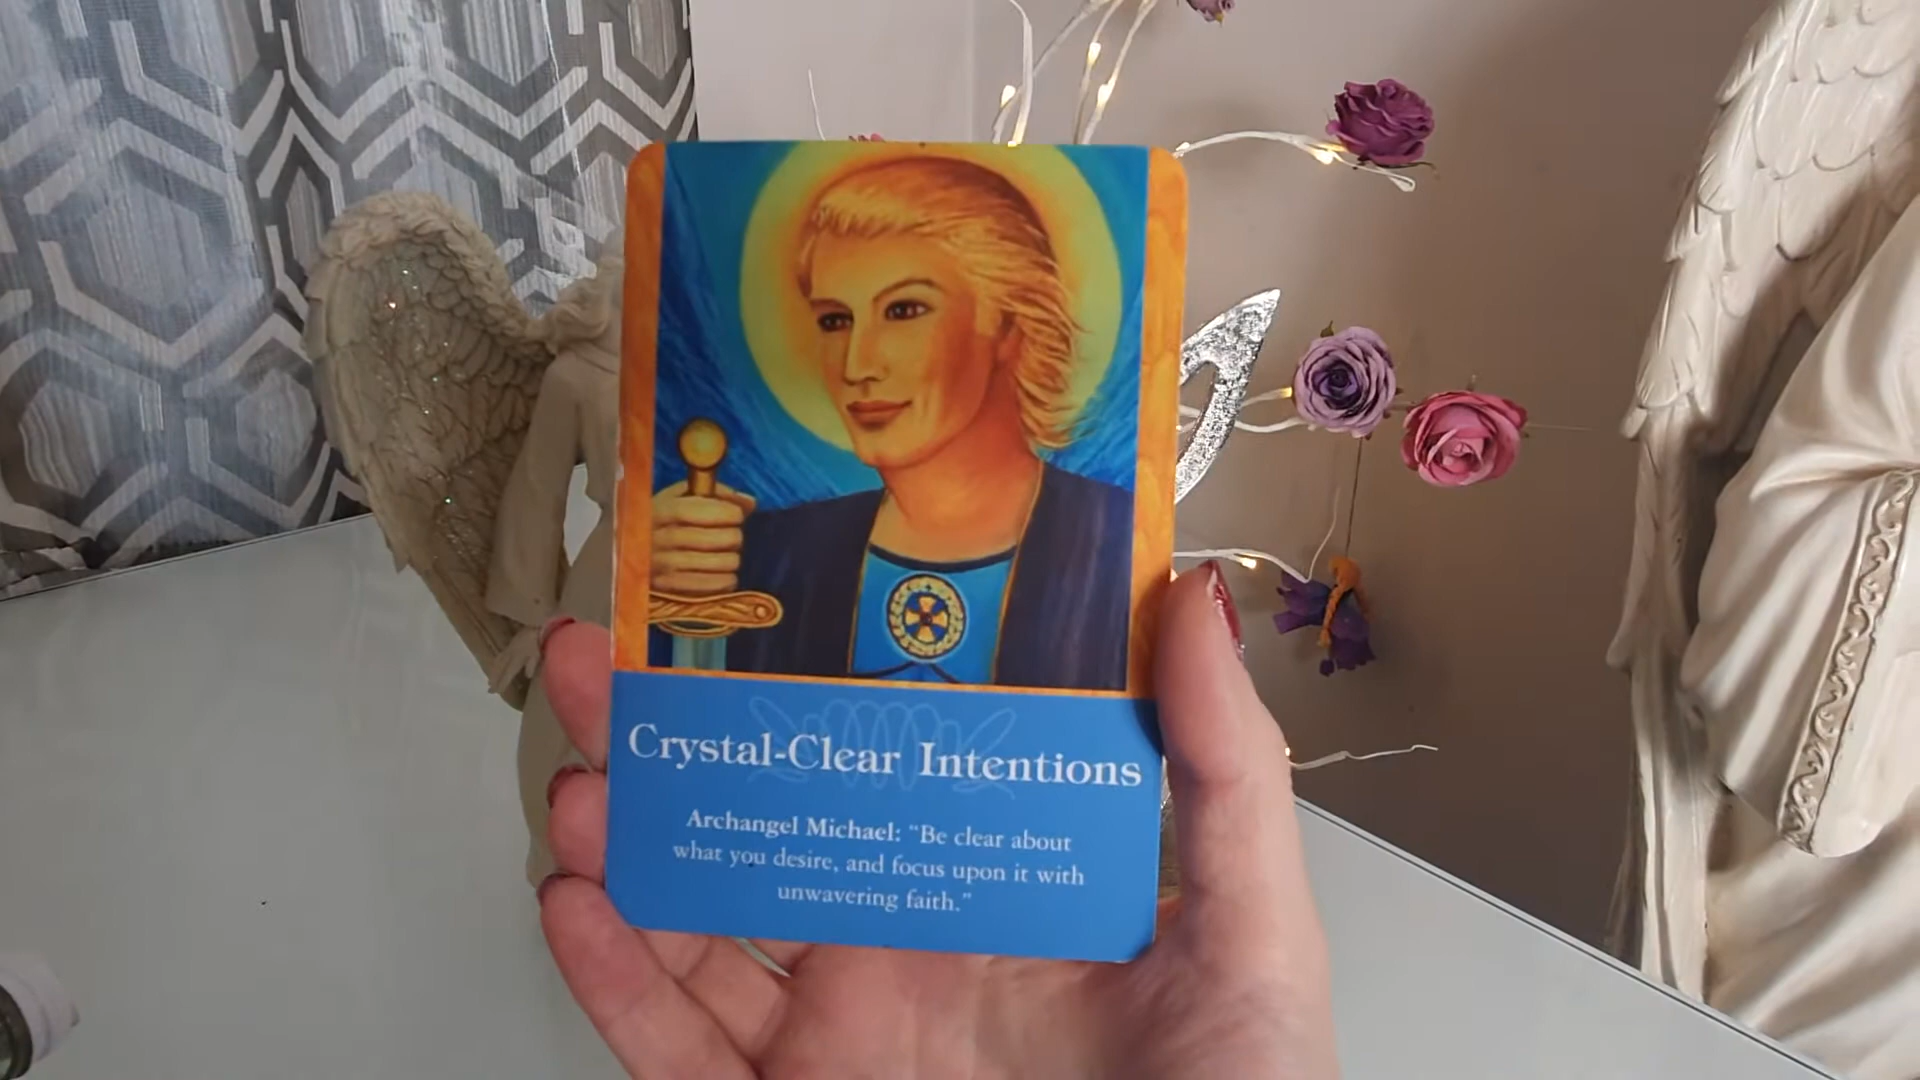 Crystal-Clear Intentions
Archangel Michael: “Be clear about
what you desire, and focus upon it with
unwavering faith.”